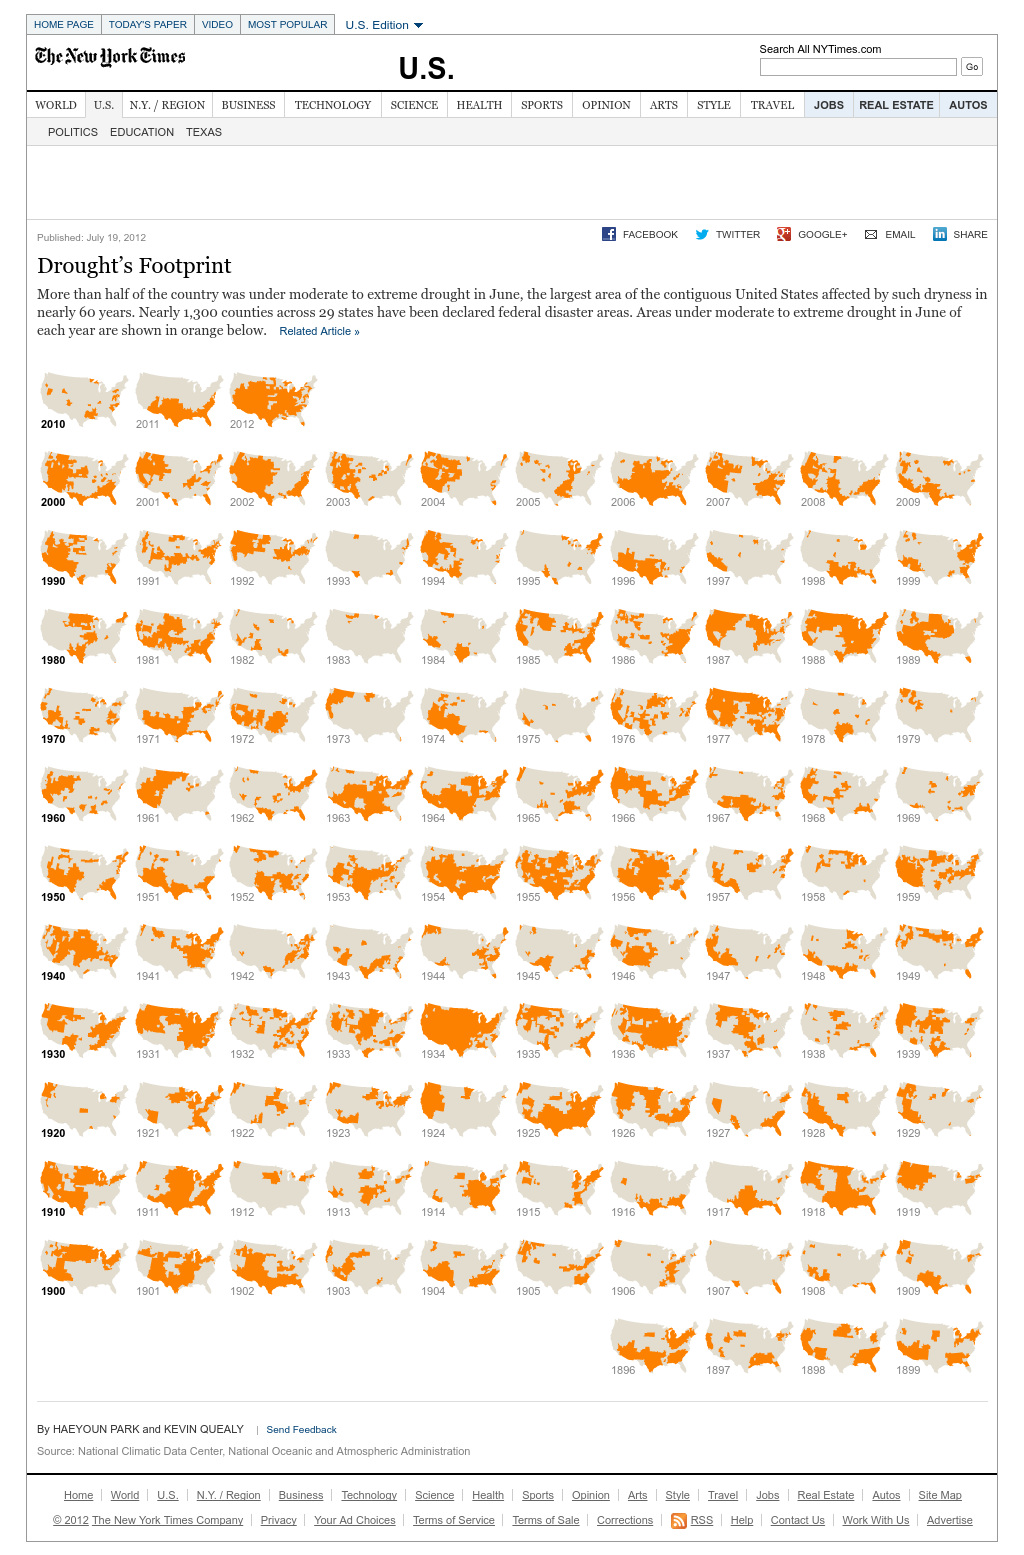 HOME PAGE TODAY'S PAPER VIDEO MOST POPULAR U.S. Edition
The New York Times
U.S.
Search All NYTimes.com
Go
WORLD U.S. N.Y. / REGION BUSINESS TECHNOLOGY SCIENCE HEALTH SPORTS OPINION ARTS STYLE TRAVEL JOBS REAL ESTATE AUTOS
POLITICS EDUCATION TEXAS
Published: July 19, 2012
FACEBOOK TWITTER GOOGLE+ EMAIL SHARE
Drought's Footprint
More than half of the country was under moderate to extreme drought in June, the largest area of the contiguous United States affected by such dryness in
nearly 60 years. Nearly 1,300 counties across 29 states have been declared federal disaster areas. Areas under moderate to extreme drought in June of
each year are shown in orange below. Related Article »
2010 2011 2012
2000 2001 2002 2003 2004 2005 2006 2007 2008 2009
1990 1991 1992 1993 1994 1995 1996 1997 1998 1999
1980 1981 1982 1983 1984 1985 1986 1987 1988 1989
1970 1971 1972 1973 1974 1975 1976 1977 1978 1979
1960 1961 1962 1963 1964 1965 1966 1967 1968 1969
1950 1951 1952 1953 1954 1955 1956 1957 1958 1959
1940 1941 1942 1943 1944 1945 1946 1947 1948 1949
1930 1931 1932 1933 1934 1935 1936 1937 1938 1939
1920 1921 1922 1923 1924 1925 1926 1927 1928 1929
1910 1911 1912 1913 1914 1915 1916 1917 1918 1919
1900 1901 1902 1903 1904 1905 1906 1907 1908 1909
1896 1897 1898 1899
By HAEYOUN PARK and KEVIN QUEALY | Send Feedback
Source: National Climatic Data Center, National Oceanic and Atmospheric Administration
Home World U.S. N.Y. / Region Business Technology Science Health Sports Opinion Arts Style Travel Jobs Real Estate Autos Site Map
© 2012 The New York Times Company Privacy Your Ad Choices Terms of Service Terms of Sale Corrections RSS Help Contact Us Work With Us Advertise